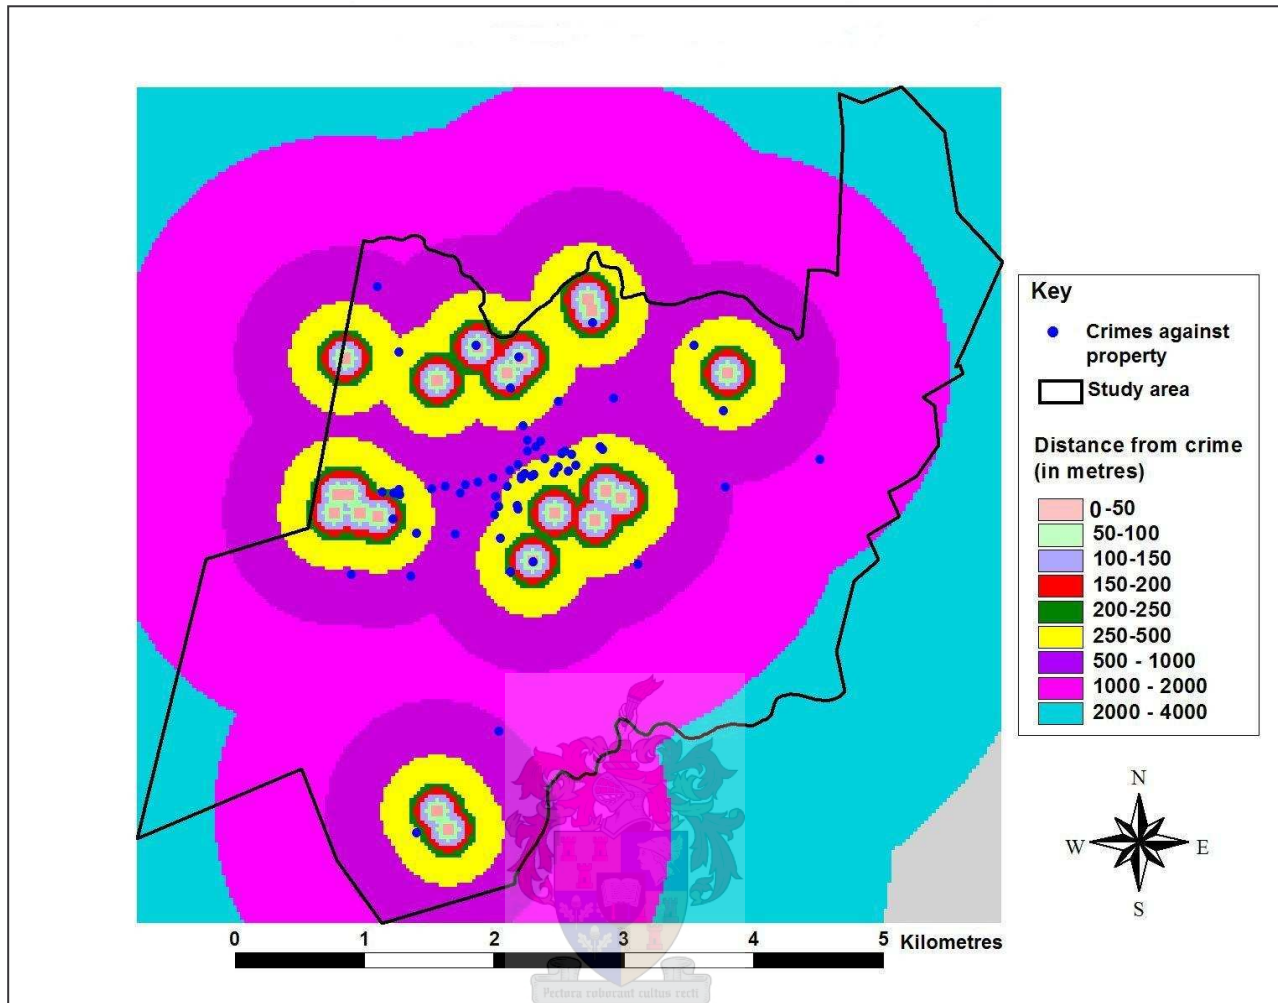 Key
Crimes against
property
Study area
Distance from crime
(in metres)
0 -50
50-100
100-150
150-200
200-250
250-500
500 - 1000
1000 - 2000
2000 - 4000
N
W E
S
0 1 2 3 4 5 Kilometres
Pectora roborant cultus recti